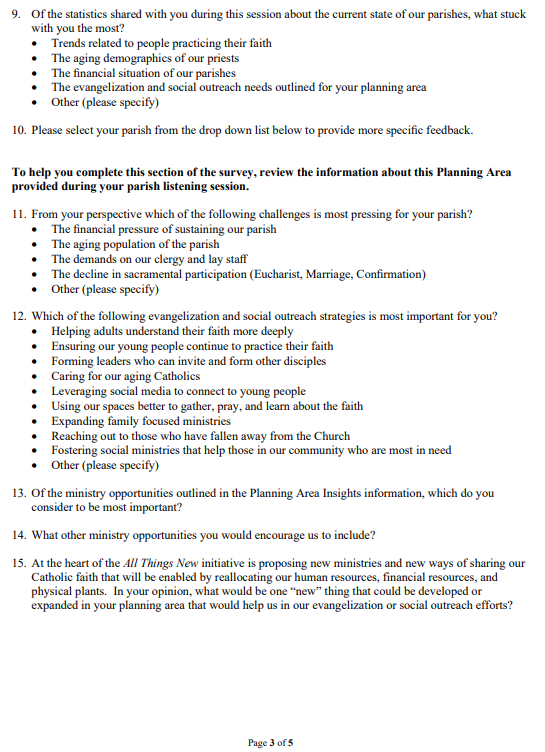 9. Of the statistics shared with you during this session about the current state of our parishes, what stuck
with you the most?
• Trends related to people practicing their faith
• The aging demographics of our priests
• The financial situation of our parishes
• The evangelization and social outreach needs outlined for your planning area
• Other (please specify)
10. Please select your parish from the drop down list below to provide more specific feedback.
To help you complete this section of the survey, review the information about this Planning Area
provided during your parish listening session.
11. From your perspective which of the following challenges is most pressing for your parish?
• The financial pressure of sustaining our parish
• The aging population of the parish
• The demands on our clergy and lay staff
• The decline in sacramental participation (Eucharist, Marriage, Confirmation)
• Other (please specify)
12. Which of the following evangelization and social outreach strategies is most important for you?
• Helping adults understand their faith more deeply
• Ensuring our young people continue to practice their faith
• Forming leaders who can invite and form other disciples
• Caring for our aging Catholics
• Leveraging social media to connect to young people
• Using our spaces better to gather, pray, and learn about the faith
• Expanding family focused ministries
• Reaching out to those who have fallen away from the Church
• Fostering social ministries that help those in our community who are most in need
• Other (please specify)
13. Of the ministry opportunities outlined in the Planning Area Insights information, which do you
consider to be most important?
14. What other ministry opportunities you would encourage us to include?
15. At the heart of the All Things New initiative is proposing new ministries and new ways of sharing our
Catholic faith that will be enabled by reallocating our human resources, financial resources, and
physical plants. In your opinion, what would be one “new” thing that could be developed or
expanded in your planning area that would help us in our evangelization or social outreach efforts?
Page 3 of 5